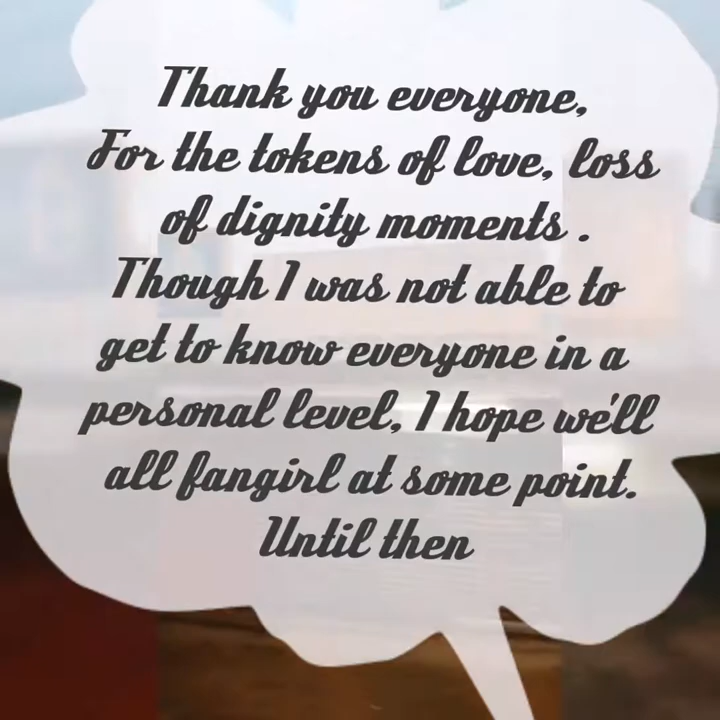 Thank you everyone,
For the tokens of love, loss
of dignity moments .
Though I was not able to
get to know everyone in a
personal level, I hope we'll
all fangirl at some point.
Until then